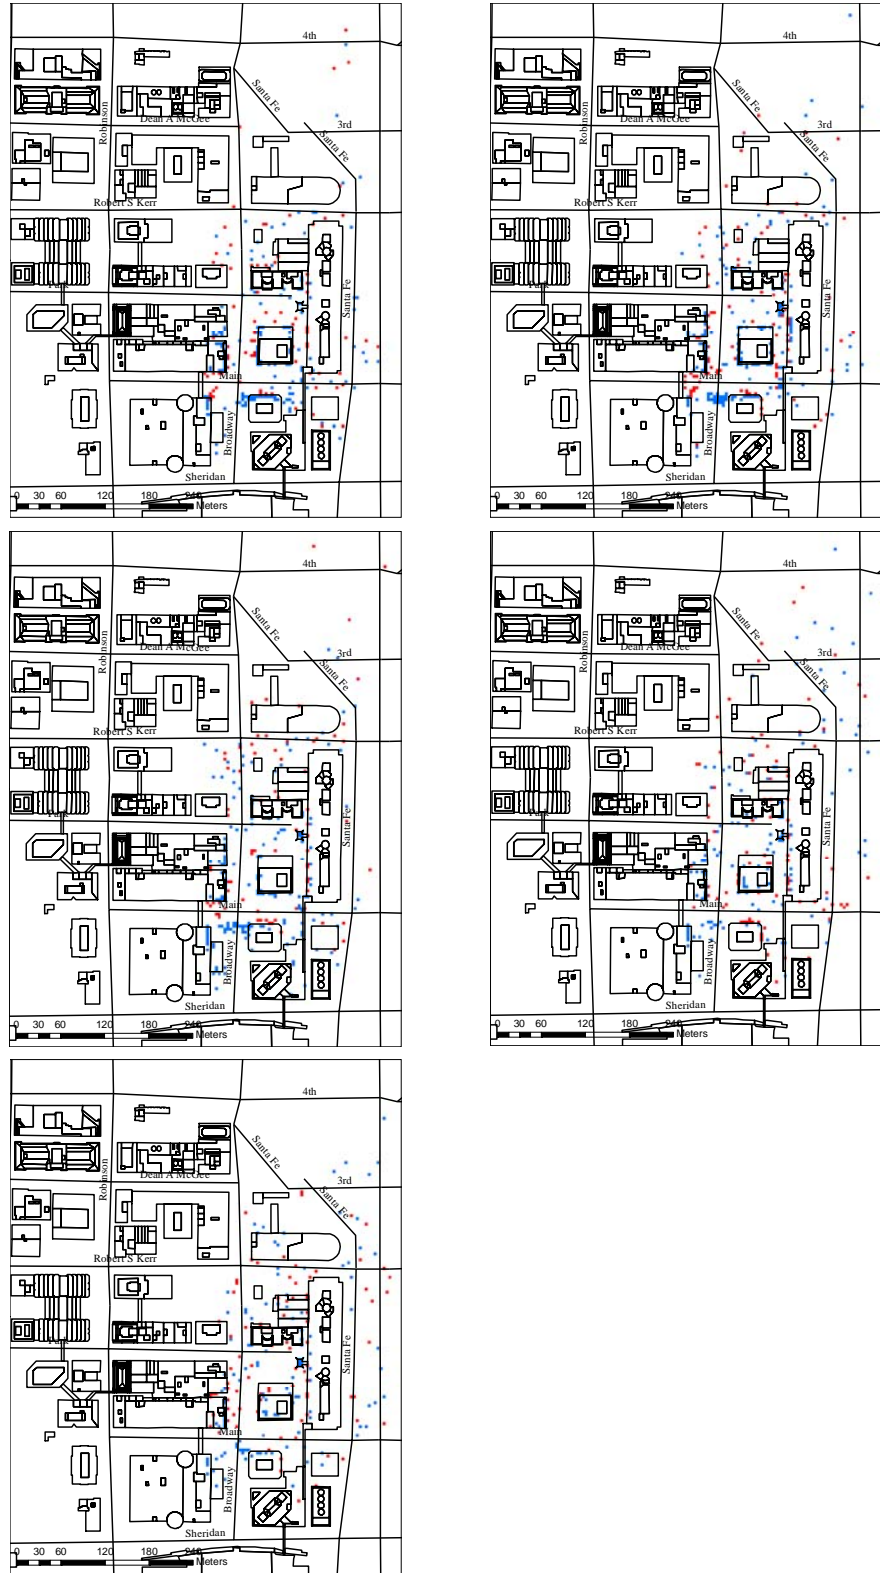 4th
Santa Fe
Robinson
Dean A McGee
3rd
Santa Fe
Robert S Kerr
Park
Santa Fe
Main
Broadway
Sheridan
0 30 60 120 180 240
Meters
4th
Santa Fe
Robinson
Dean A McGee
3rd
Santa Fe
Robert S Kerr
Park
Santa Fe
Main
Broadway
Sheridan
0 30 60 120 180 240
Meters
4th
Santa Fe
Robinson
Dean A McGee
3rd
Santa Fe
Robert S Kerr
Park
Santa Fe
Main
Broadway
Sheridan
0 30 60 120 180 240
Meters
4th
Santa Fe
Robinson
Dean A McGee
3rd
Santa Fe
Robert S Kerr
Park
Santa Fe
Main
Broadway
Sheridan
0 30 60 120 180 240
Meters
4th
Santa Fe
Robinson
Dean A McGee
3rd
Santa Fe
Robert S Kerr
Park
Santa Fe
Main
Broadway
Sheridan
0 30 60 120 180 240
Meters